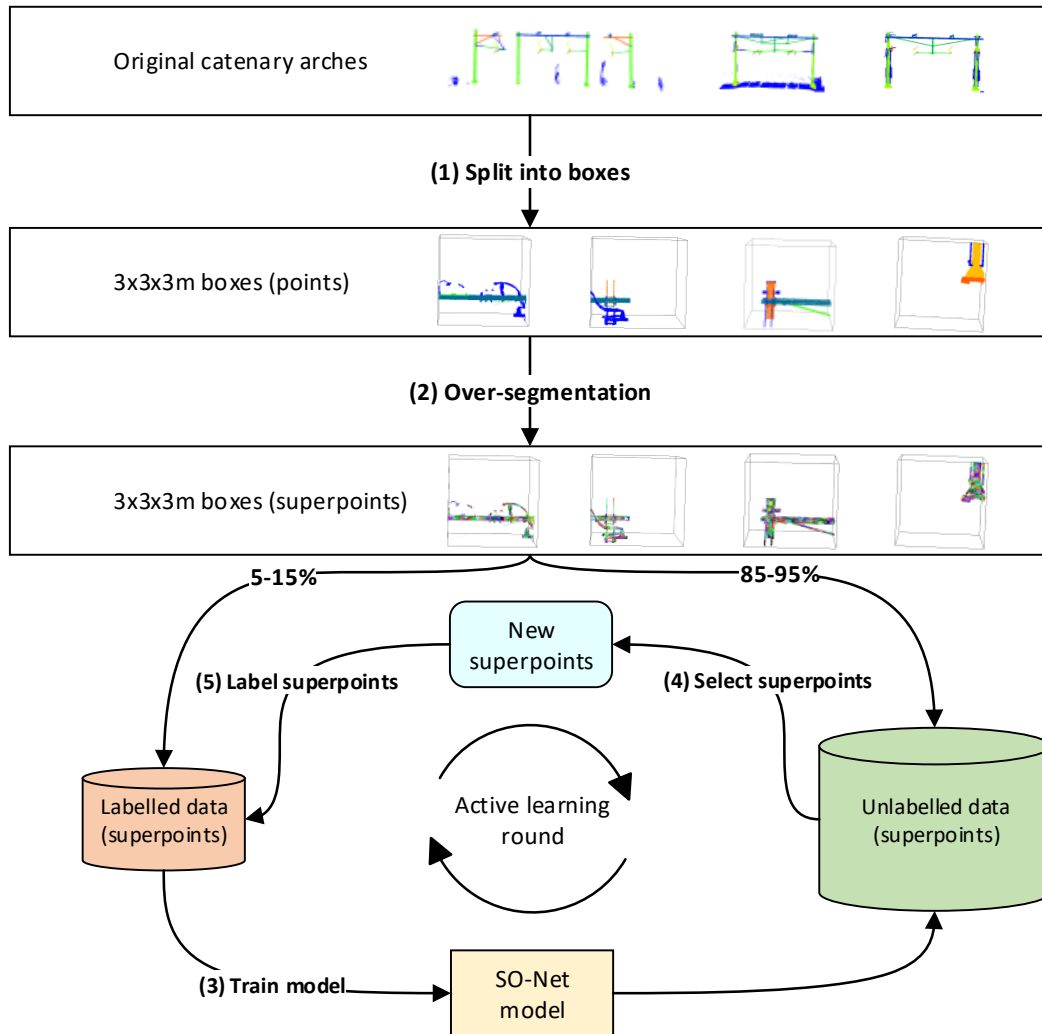 Original catenary arches
(1) Split into boxes
3x3x3m boxes (points)
(2) Over-segmentation
3x3x3m boxes (superpoints)
5-15%
85-95%
New
superpoints
(5) Label superpoints
(4) Select superpoints
Labelled data
(superpoints)
Active learning
round
Unlabelled data
(superpoints)
(3) Train model
SO-Net
model